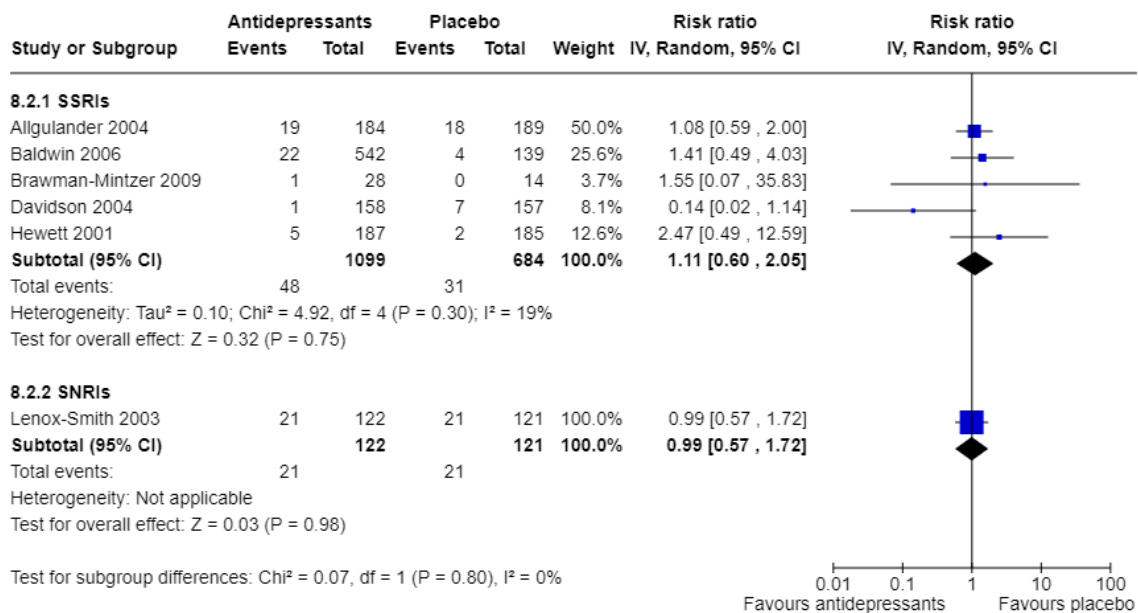 Antidepressants Placebo Risk ratio Risk ratio
Study or Subgroup Events Total Events Total Weight IV, Random, 95% CI IV, Random, 95% CI
8.2.1 SSRIs
Allgulander 2004 19 184 18 189 50.0% 1.08 [0.59 , 2.00]
Baldwin 2006 22 542 4 139 25.6% 1.41 [0.49 , 4.03]
Brawman-Mintzer 2009 1 28 0 14 3.7% 1.55 [0.07 , 35.83]
Davidson 2004 1 158 7 157 8.1% 0.14 [0.02 , 1.14]
Hewett 2001 5 187 2 185 12.6% 2.47 [0.49 , 12.59]
Subtotal (95% CI) 1099 684 100.0% 1.11 [0.60 , 2.05]
Total events: 48 31
Heterogeneity: Tau² = 0.10; Chi² = 4.92, df = 4 (P = 0.30); I² = 19%
Test for overall effect: Z = 0.32 (P = 0.75)
8.2.2 SNRIs
Lenox-Smith 2003 21 122 21 121 100.0% 0.99 [0.57 , 1.72]
Subtotal (95% CI) 122 121 100.0% 0.99 [0.57 , 1.72]
Total events: 21 21
Heterogeneity: Not applicable
Test for overall effect: Z = 0.03 (P = 0.98)
Test for subgroup differences: Chi² = 0.07, df = 1 (P = 0.80), I² = 0%
0.01 0.1 1 10 100
Favours antidepressants Favours placebo